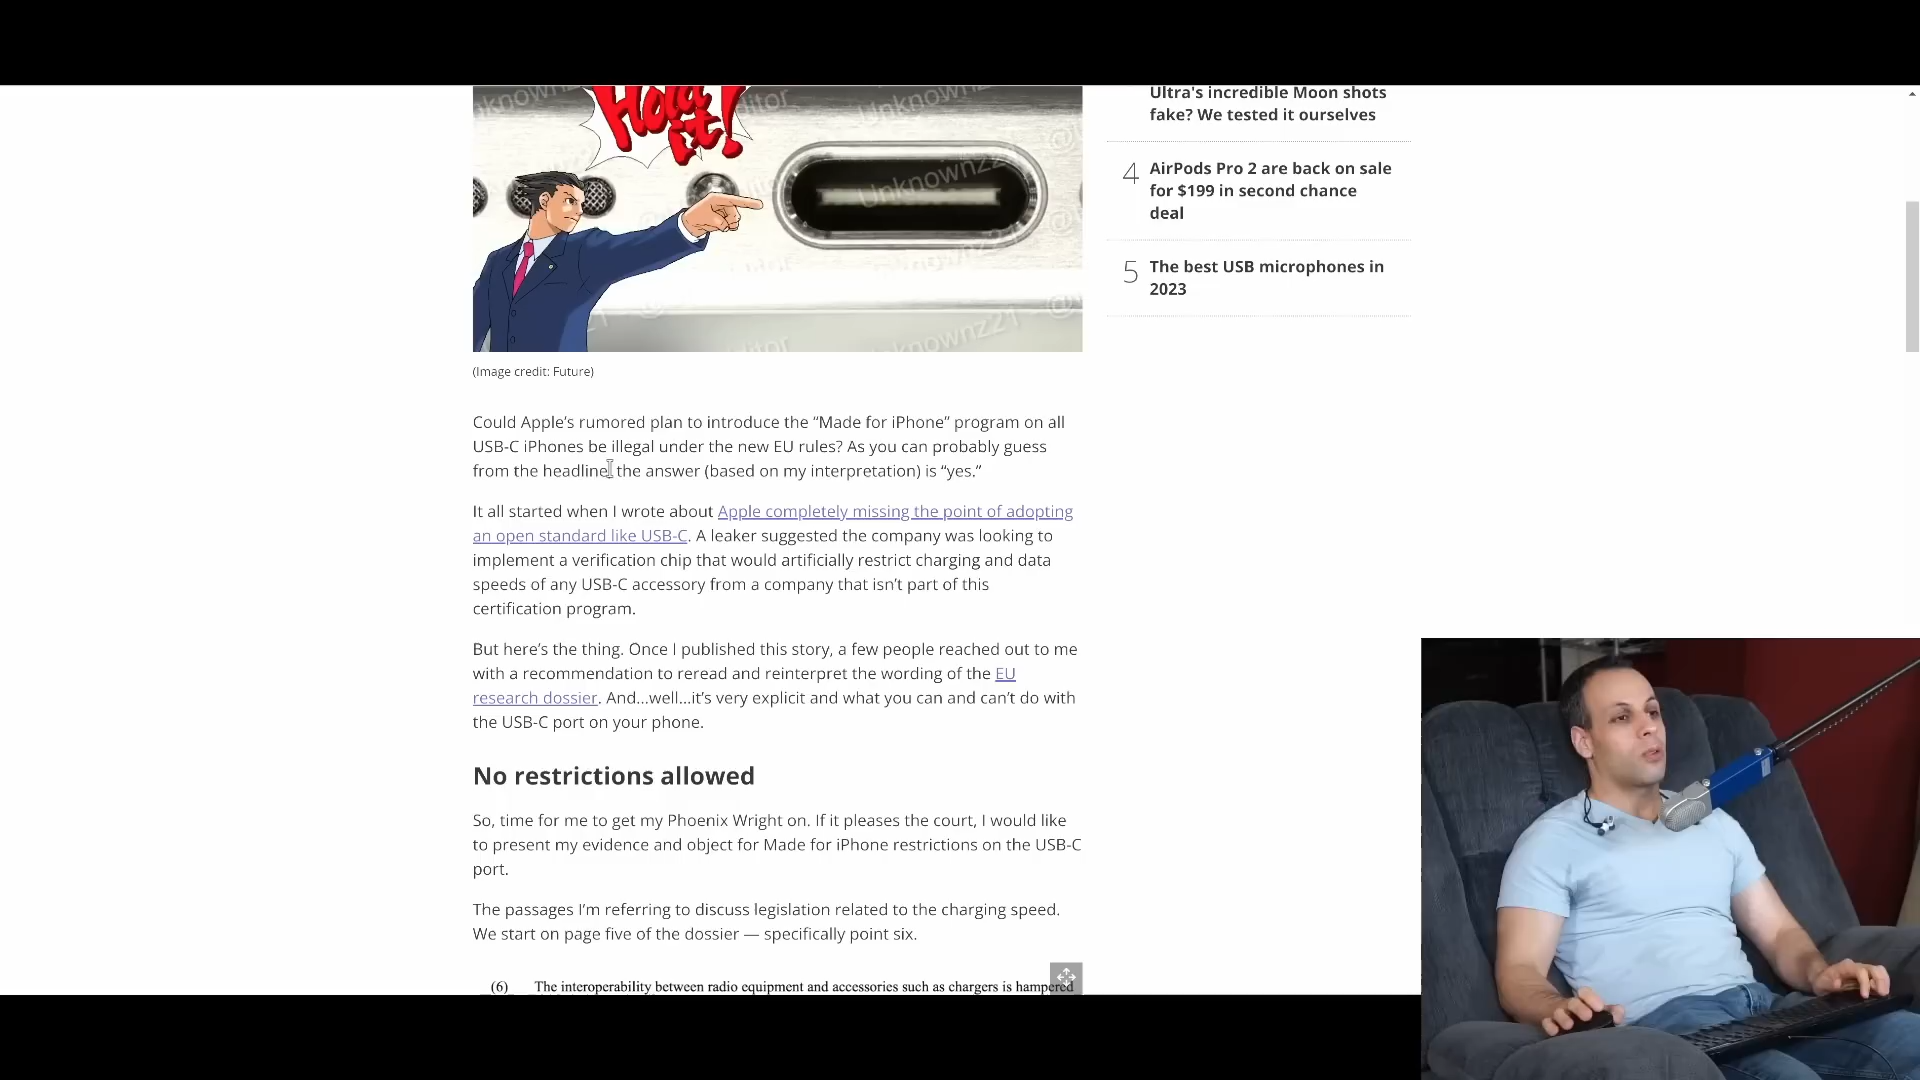 Hold
it!
Unknownz21
Unknownz21
Ultra's incredible Moon shots
fake? We tested it ourselves
4 AirPods Pro 2 are back on sale
for $199 in second chance
deal
5 The best USB microphones in
2023
(Image credit: Future)
Could Apple’s rumored plan to introduce the “Made for iPhone” program on all
USB-C iPhones be illegal under the new EU rules? As you can probably guess
from the headline, the answer (based on my interpretation) is “yes.”
It all started when I wrote about Apple completely missing the point of adopting
an open standard like USB-C. A leaker suggested the company was looking to
implement a verification chip that would artificially restrict charging and data
speeds of any USB-C accessory from a company that isn’t part of this
certification program.
But here’s the thing. Once I published this story, a few people reached out to me
with a recommendation to reread and reinterpret the wording of the EU
research dossier. And...well...it’s very explicit and what you can and can’t do with
the USB-C port on your phone.
No restrictions allowed
So, time for me to get my Phoenix Wright on. If it pleases the court, I would like
to present my evidence and object for Made for iPhone restrictions on the USB-C
port.
The passages I’m referring to discuss legislation related to the charging speed.
We start on page five of the dossier — specifically point six.
(6) The interoperability between radio equipment and accessories such as chargers is hampered